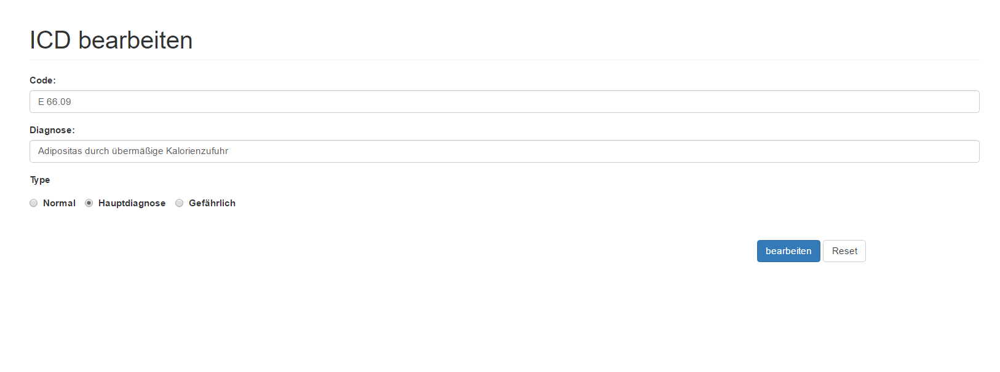 ICD bearbeiten
Code:
E 66.09
Diagnose:
Adipositas durch übermäßige Kalorienzufuhr
Type
Normal Hauptdiagnose Gefährlich
bearbeiten Reset